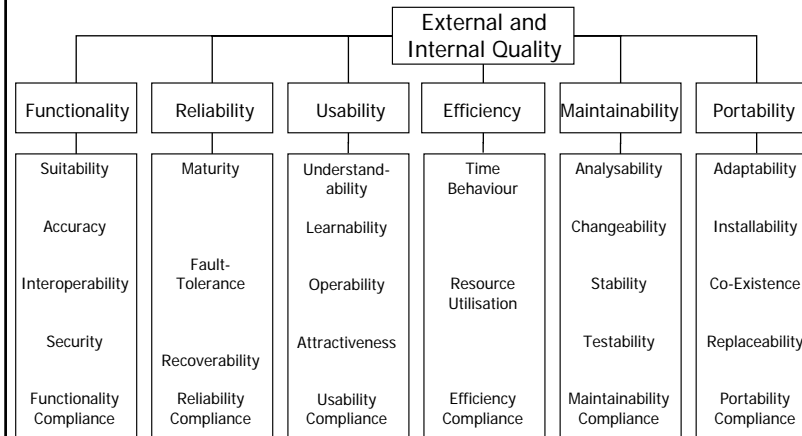 External and
Internal Quality
Functionality
Reliability
Usability
Efficiency
Maintainability
Portability
Suitability
Accuracy
Interoperability
Security
Functionality
Compliance
Maturity
Fault-
Tolerance
Recoverability
Reliability
Compliance
Understand-
ability
Learnability
Operability
Attractiveness
Usability
Compliance
Time
Behaviour
Resource
Utilisation
Efficiency
Compliance
Analysability
Changeability
Stability
Testability
Maintainability
Compliance
Adaptability
Installability
Co-Existence
Replaceability
Portability
Compliance